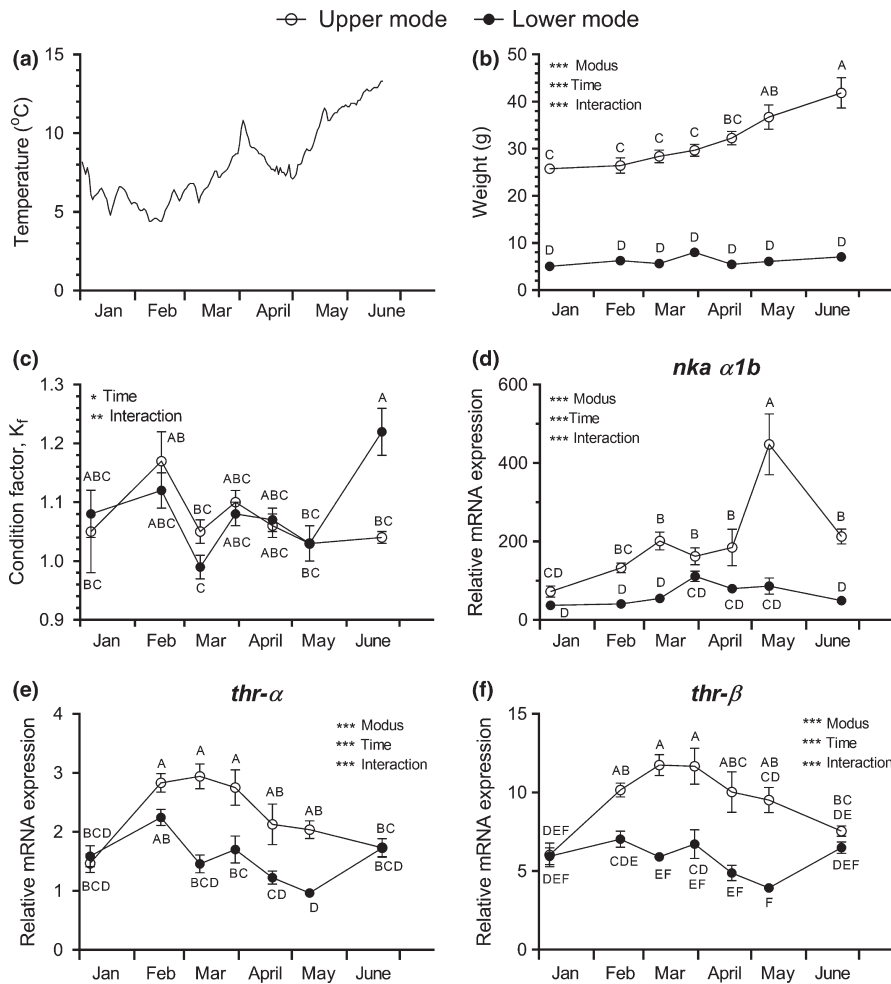 Upper mode Lower mode
(a)
15
10
5
0
Temperature (°C)
Jan Feb Mar April May June
(b)
50
40
30
20
10
0
Weight (g)
*** Modus
***Time
*** Interaction
C C C C BC AB A
D D D D D D D
Jan Feb Mar April May June
(c)
1.3
1.2
1.1
1.0
0.9
Condition factor, Kf
* Time
** Interaction
A
AB
ABC BC ABC ABC BC BC
ABC ABC ABC
BC C BC
Jan Feb Mar April May June
(d) nka α1b
600
400
200
0
Relative mRNA expression
*** Modus
***Time
*** Interaction
A
CD BC B B B B
D D D
D CD CD CD
Jan Feb Mar April May June
(e) thr-α
4
3
2
1
0
Relative mRNA expression
*** Modus
*** Time
*** Interaction
A A A
BCD AB AB BC
BCD AB BCD BC CD D BCD
Jan Feb Mar April May June
(f) thr-β
15
10
5
0
Relative mRNA expression
*** Modus
*** Time
*** Interaction
A A
AB ABC AB
CD
BC
DE
DEF
DEF CDE EF CD
EF
EF F DEF
Jan Feb Mar April May June